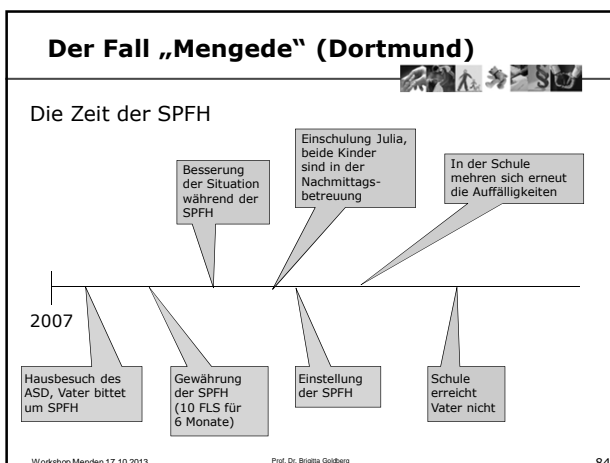 Der Fall „Mengede“ (Dortmund)
Die Zeit der SPFH
Besserung
der Situation
während der
SPFH
Einschulung Julia,
beide Kinder
sind in der
Nachmittags-
betreuung
In der Schule
mehren sich erneut
die Auffälligkeiten
2007
Hausbesuch des
ASD, Vater bittet
um SPFH
Gewährung
der SPFH
(10 FLS für
6 Monate)
Einstellung
der SPFH
Schule
erreicht
Vater nicht
Workshop Menden 17.10.2013
Prof. Dr. Brigitta Goldberg
84